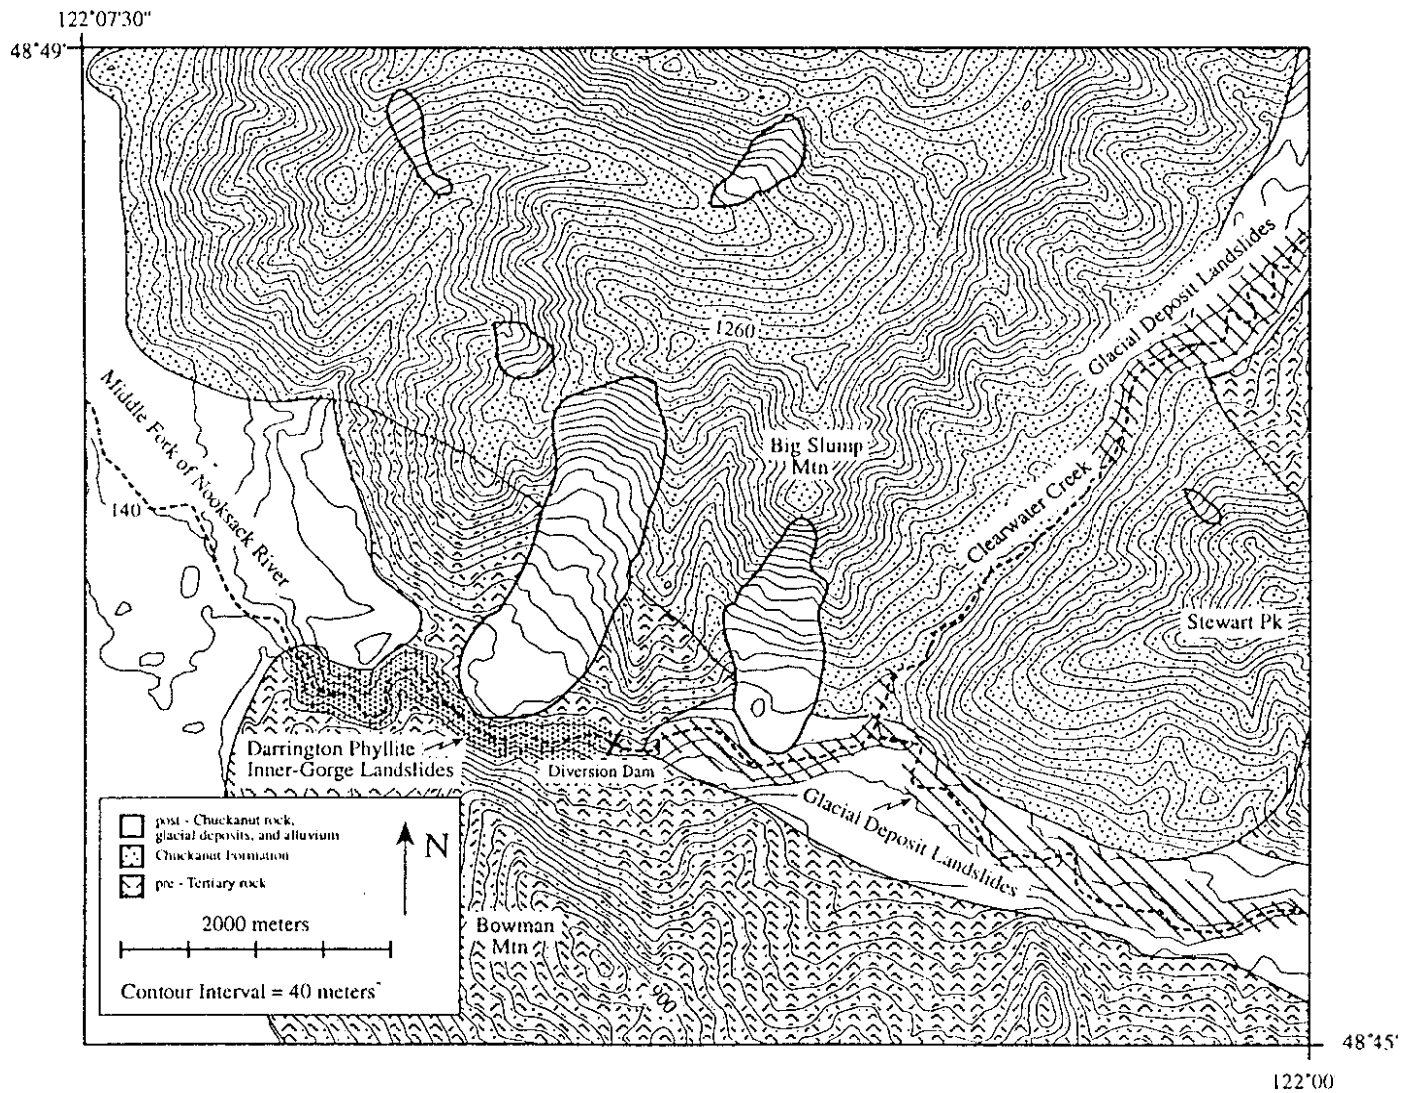 122°07'30"
48°49'
1260
Glacial Deposit Landslides
Middle Fork of Nooksack River
Big Slump
Mtn
Clearwater Creek
140
Stewart Pk
Darrington Phyllite
Inner-Gorge Landslides
Diversion Dam
Glacial Deposit Landslides
post - Chuckanut rock,
glacial deposits, and alluvium
Chuckanut Formation
pre - Tertiary rock
N
2000 meters
Contour Interval = 40 meters
Bowman
Mtn
900
48°45'
122°00